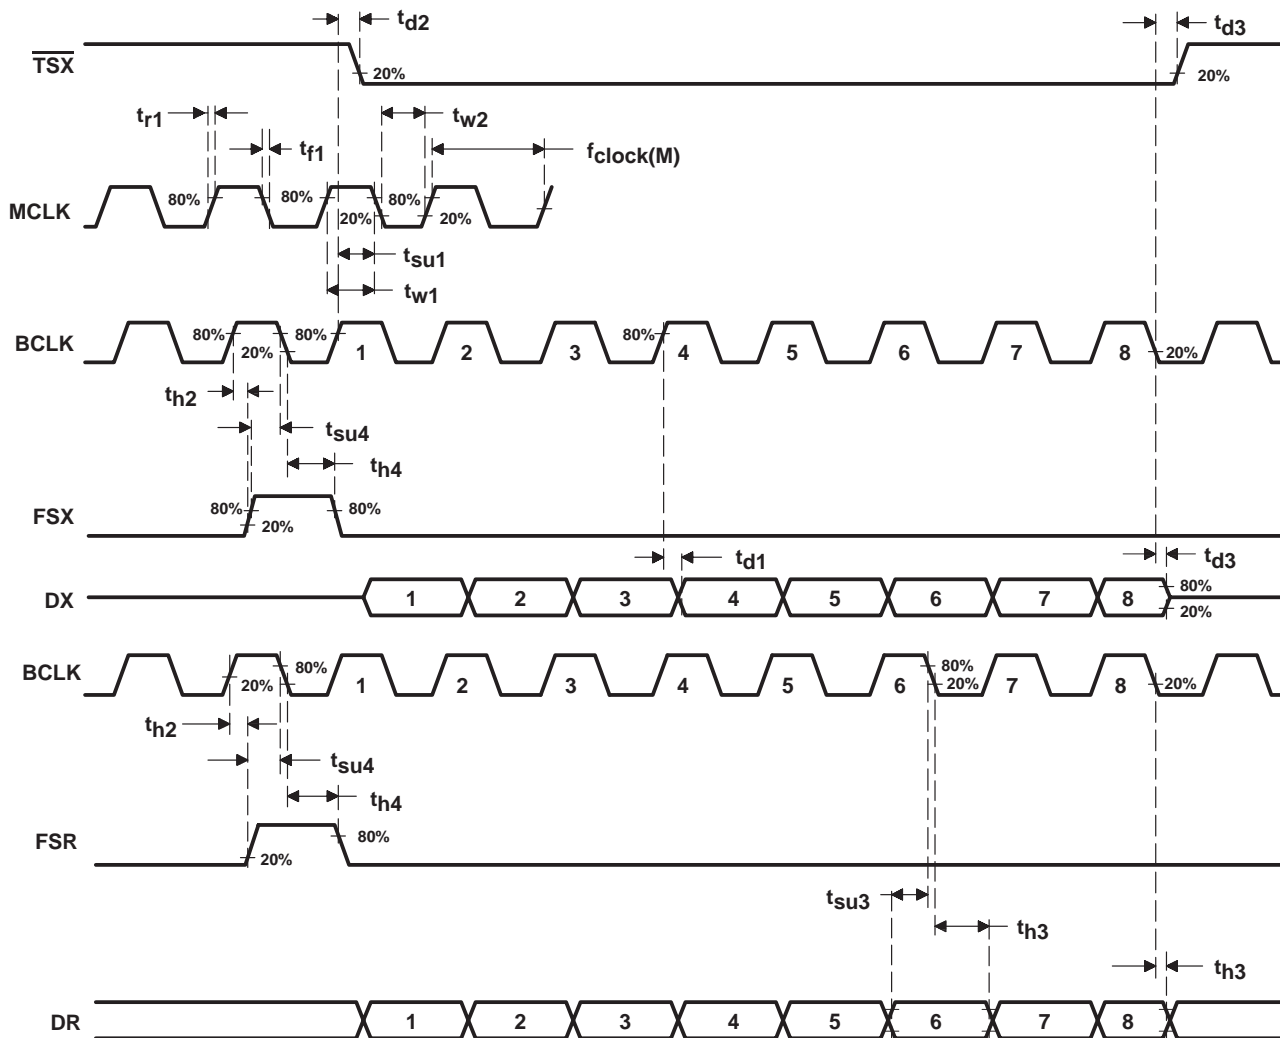 td2
td3
TSX
20%
20%
tr1
tw2
tf1
fclock(M)
80%
80%
80%
MCLK
20%
20%
tsu1
tw1
80%
80%
80%
BCLK
20%
1
2
3
4
5
6
7
8
20%
th2
tsu4
th4
80%
80%
FSX
20%
td1
td3
80%
DX
1
2
3
4
5
6
7
8
20%
BCLK
80%
80%
20%
1
2
3
4
5
6
20%
7
8
20%
th2
tsu4
th4
80%
FSR
20%
tsu3
th3
th3
DR
1
2
3
4
5
6
7
8